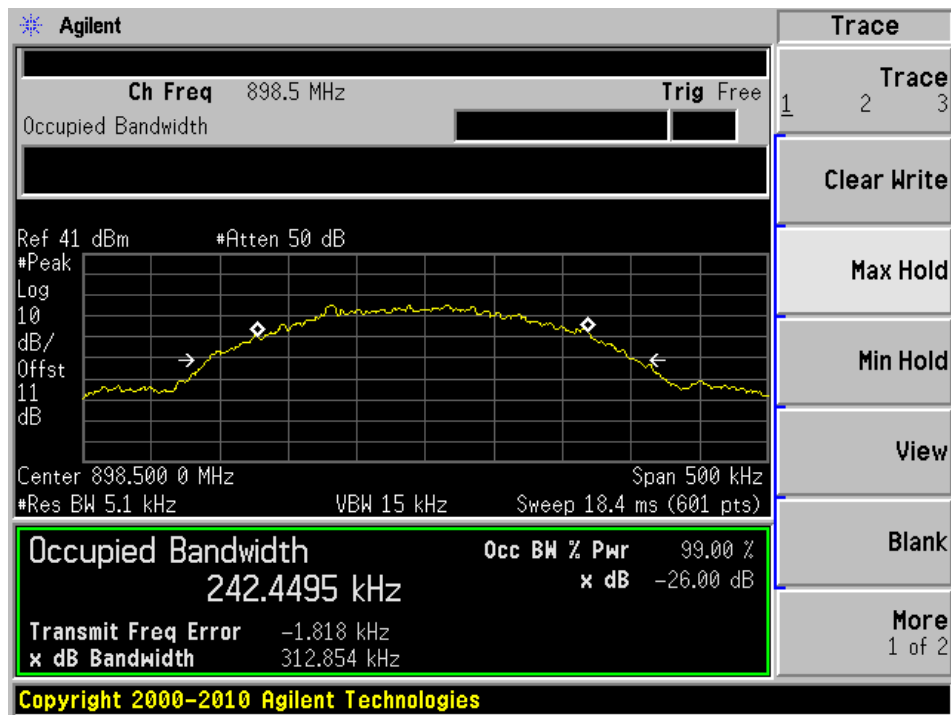 Agilent
Trace
Ch Freq 898.5 MHz Trig Free
Occupied Bandwidth
Trace
1 2 3
Clear Write
Max Hold
Min Hold
View
Blank
More
1 of 2
Ref 41 dBm #Atten 50 dB
#Peak
Log
10
dB/
Offst
11
dB
Center 898.500 0 MHz Span 500 kHz
#Res BW 5.1 kHz VBW 15 kHz Sweep 18.4 ms (601 pts)
Occupied Bandwidth Occ BW % Pwr 99.00 %
242.4495 kHz x dB -26.00 dB
Transmit Freq Error -1.818 kHz
x dB Bandwidth 312.854 kHz
Copyright 2000-2010 Agilent Technologies